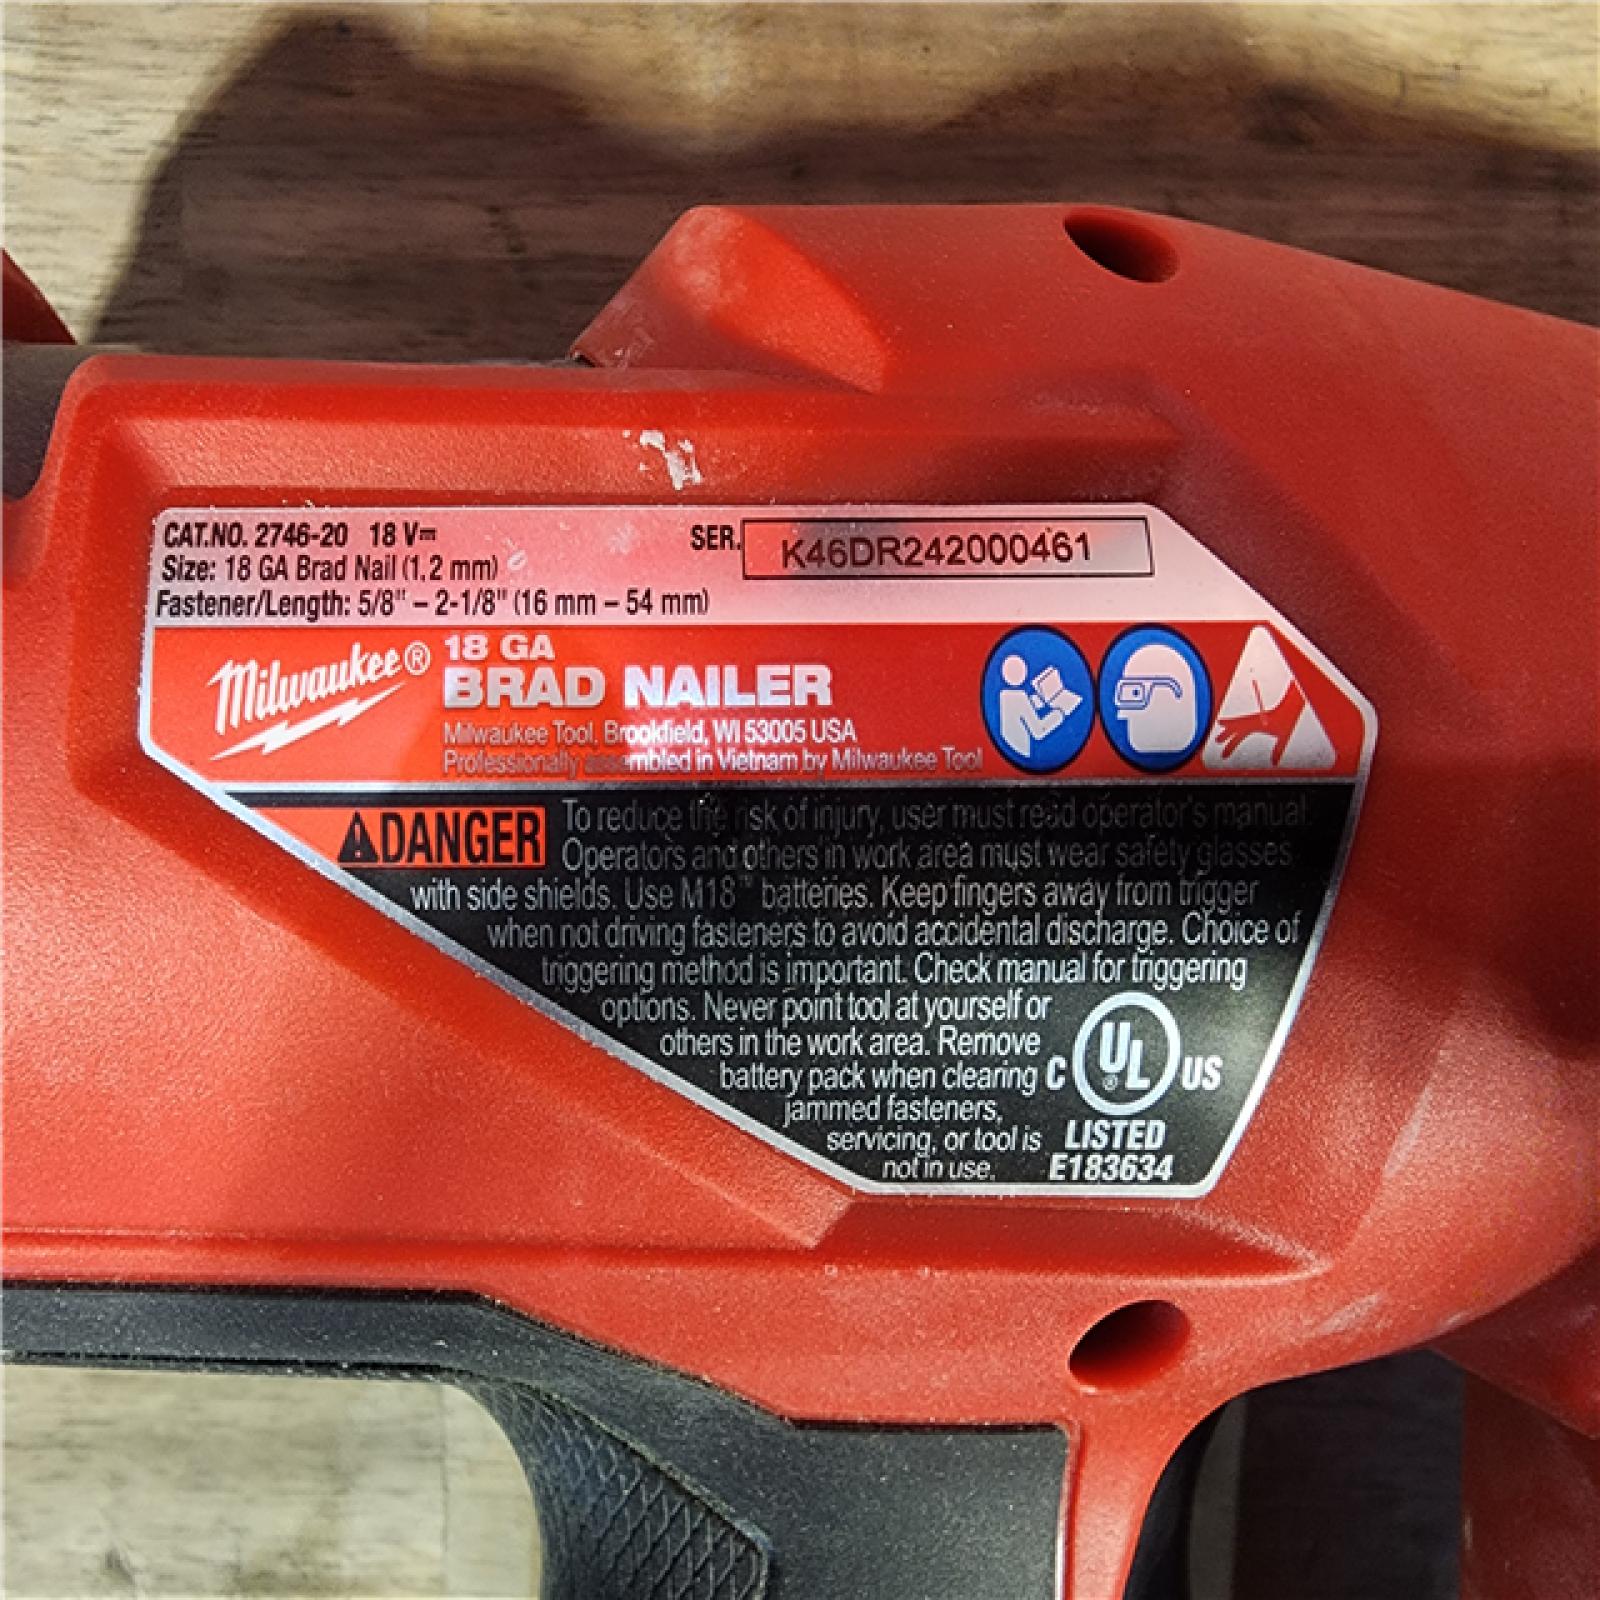 CAT.NO. 2746-20 18 V⎓
SER. K46DR242000461
Size: 18 GA Brad Nail (1,2 mm)
Fastener/Length: 5/8" – 2-1/8" (16 mm – 54 mm)
Milwaukee®
18 GA
BRAD NAILER
Milwaukee Tool, Brookfield, WI 53005 USA
Professionally assembled in Vietnam by Milwaukee Tool
⚠DANGER
To reduce the risk of injury, user must read operator's manual.
Operators and others in work area must wear safety glasses
with side shields. Use M18™ batteries. Keep fingers away from trigger
when not driving fasteners to avoid accidental discharge. Choice of
triggering method is important. Check manual for triggering
options. Never point tool at yourself or
others in the work area. Remove
battery pack when clearing
jammed fasteners,
servicing, or tool is
not in use.
C UL® US
LISTED
E183634